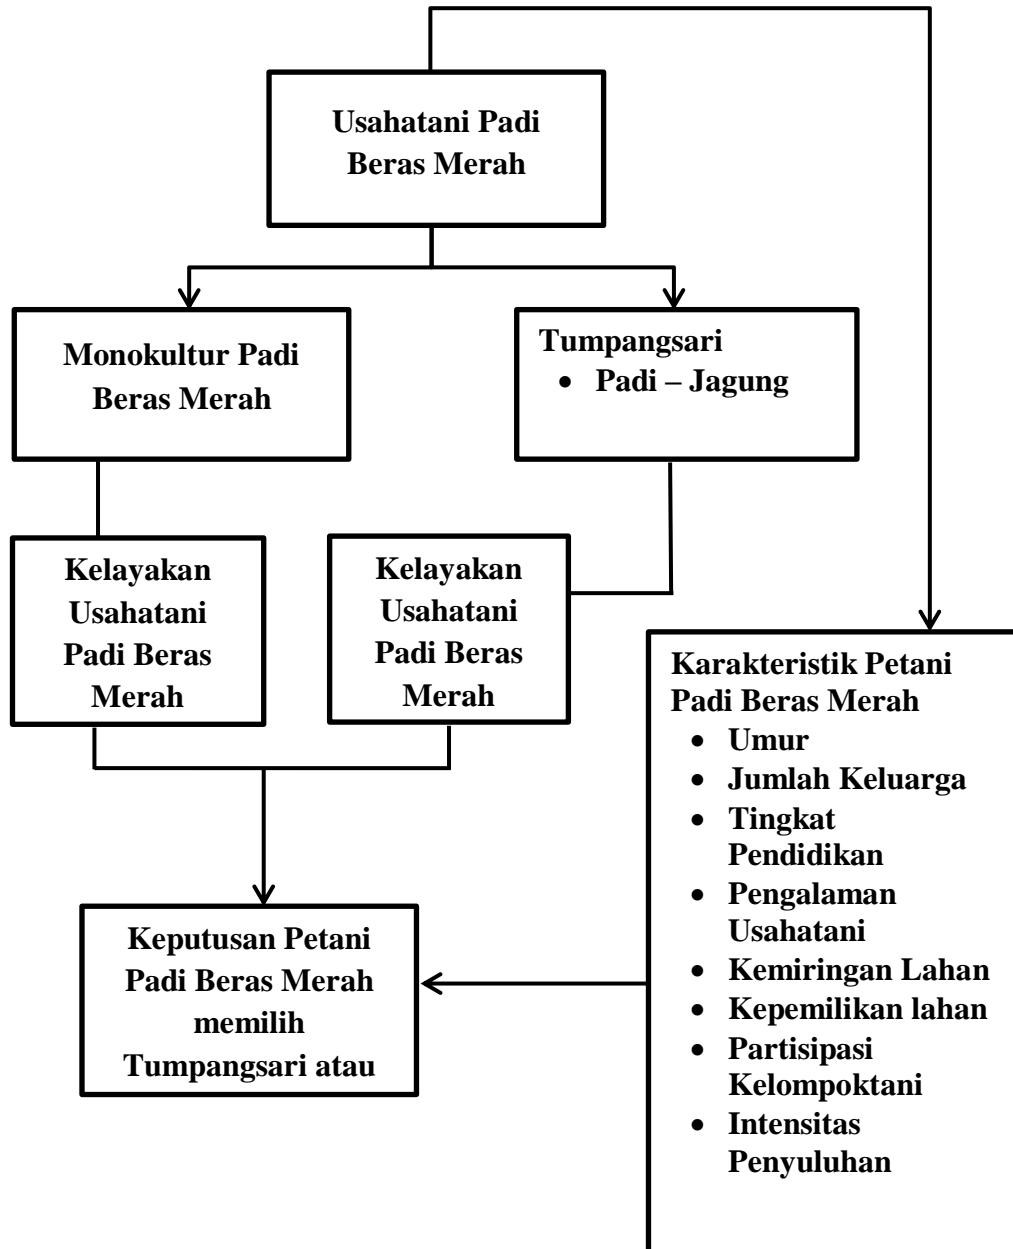 Usahatani Padi
Beras Merah
Monokultur Padi
Beras Merah
Tumpangsari
• Padi – Jagung
Kelayakan
Usahatani
Padi Beras
Merah
Kelayakan
Usahatani
Padi Beras
Merah
Karakteristik Petani
Padi Beras Merah
• Umur
• Jumlah Keluarga
• Tingkat
Pendidikan
• Pengalaman
Usahatani
• Kemiringan Lahan
• Kepemilikan lahan
• Partisipasi
Kelompoktani
• Intensitas
Penyuluhan
Keputusan Petani
Padi Beras Merah
memilih
Tumpangsari atau